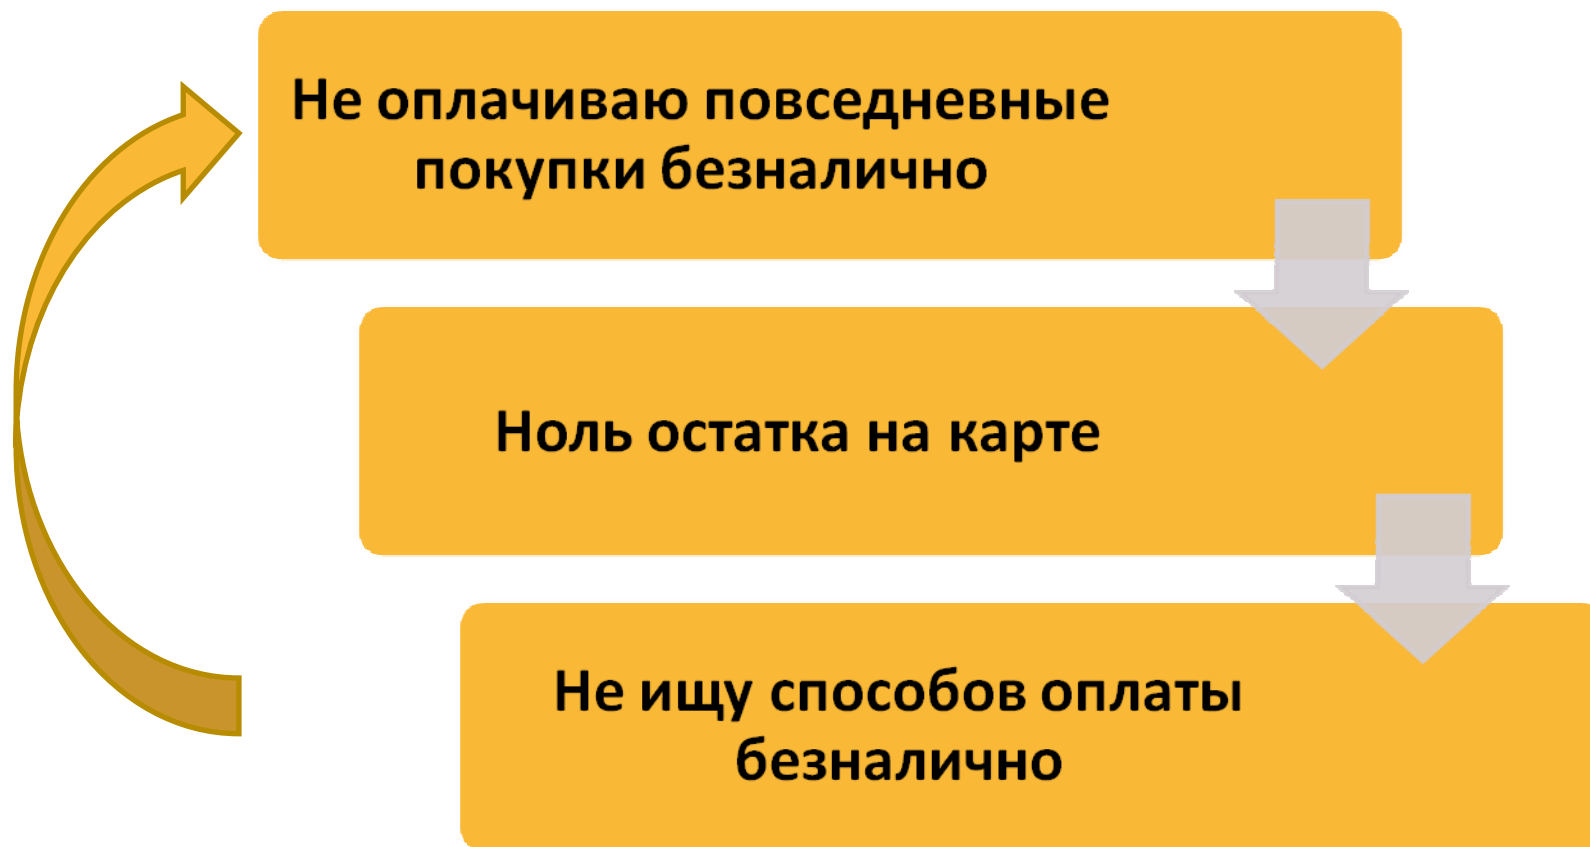 Не оплачиваю повседневные
покупки безналично
Ноль остатка на карте
Не ищу способов оплаты
безналично